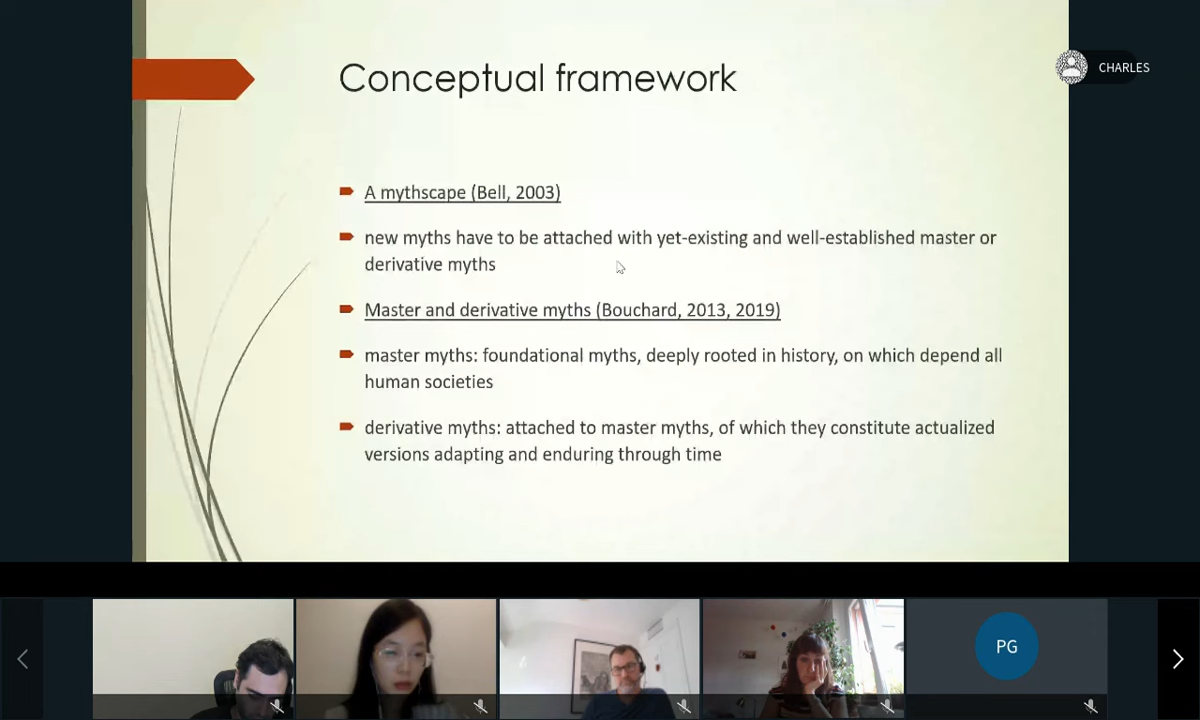 Conceptual framework
CHARLES
A mythscape (Bell, 2003)
new myths have to be attached with yet-existing and well-established master or
derivative myths
Master and derivative myths (Bouchard, 2013, 2019)
master myths: foundational myths, deeply rooted in history, on which depend all
human societies
derivative myths: attached to master myths, of which they constitute actualized
versions adapting and enduring through time
PG